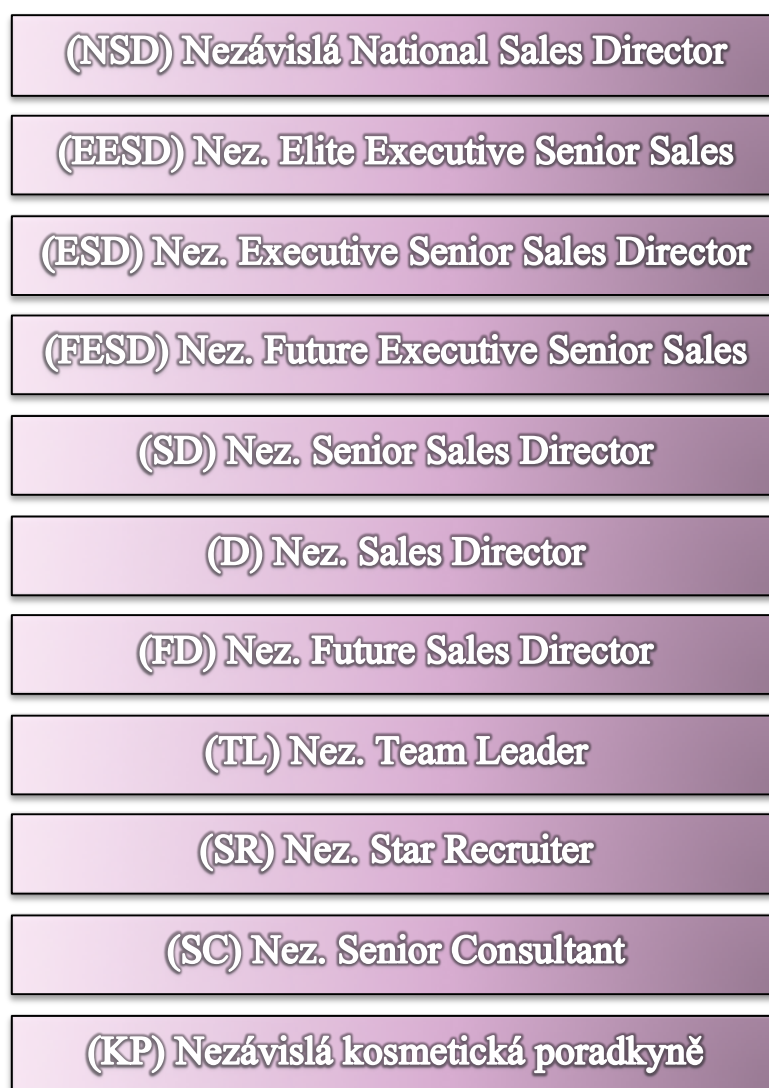 (NSD) Nezávislá National Sales Director
(EESD) Nez. Elite Executive Senior Sales
(ESD) Nez. Executive Senior Sales Director
(FESD) Nez. Future Executive Senior Sales
(SD) Nez. Senior Sales Director
(D) Nez. Sales Director
(FD) Nez. Future Sales Director
(TL) Nez. Team Leader
(SR) Nez. Star Recruiter
(SC) Nez. Senior Consultant
(KP) Nezávislá kosmetická poradkyně